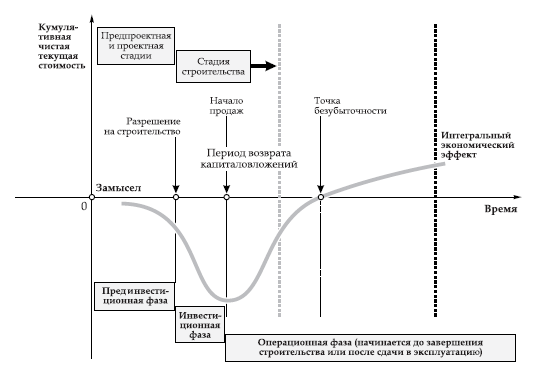 Кумуля-
тивная
чистая
текущая
стоимость
Предпроектная
и проектная
стадии
Стадия
строительства
Начало
продаж
Точка
безубыточности
Разрешение
на строительство
Период возврата
капиталовложений
Интегральный
экономический
эффект
Замысел
0
Время
Прединвести-
ционная фаза
Инвести-
ционная
фаза
Операционная фаза (начинается до завершения
строительства или после сдачи в эксплуатацию)